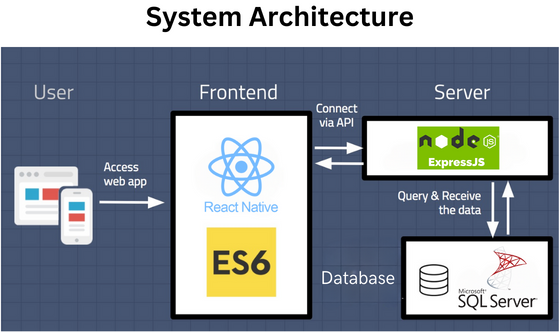 System Architecture
User
Frontend
Server
Connect
via API
node
JS
ExpressJS
Access
web app
React Native
Query & Receive
the data
ES6
Database
Microsoft®
SQL Server